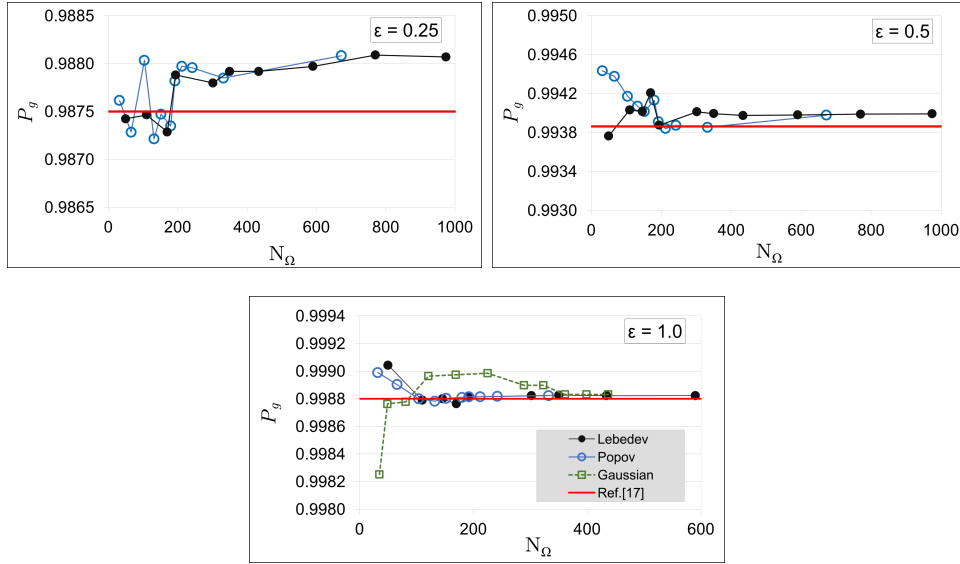 ε = 0.25
0.9885
0.9880
0.9875
0.9870
0.9865
P_g
0 200 400 600 800 1000
N_Ω
ε = 0.5
0.9950
0.9946
0.9942
0.9938
0.9934
0.9930
P_g
0 200 400 600 800 1000
N_Ω
ε = 1.0
0.9994
0.9992
0.9990
0.9988
0.9986
0.9984
0.9982
0.9980
P_g
Lebedev
Popov
Gaussian
Ref.[17]
0 200 400 600
N_Ω